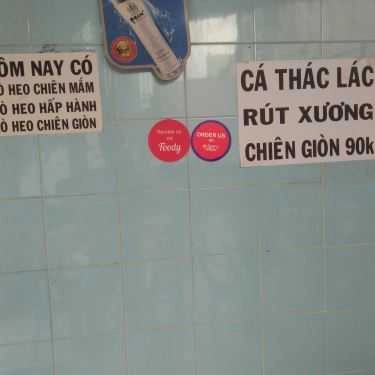 ÔM NAY CÓ
Ò HEO CHIÊN MẮM
Ò HEO HẤP HÀNH
Ò HEO CHIÊN GIÒN
Foody
ORDER US
CÁ THÁC LÁC
RÚT XƯƠNG
CHIÊN GIÒN 90k